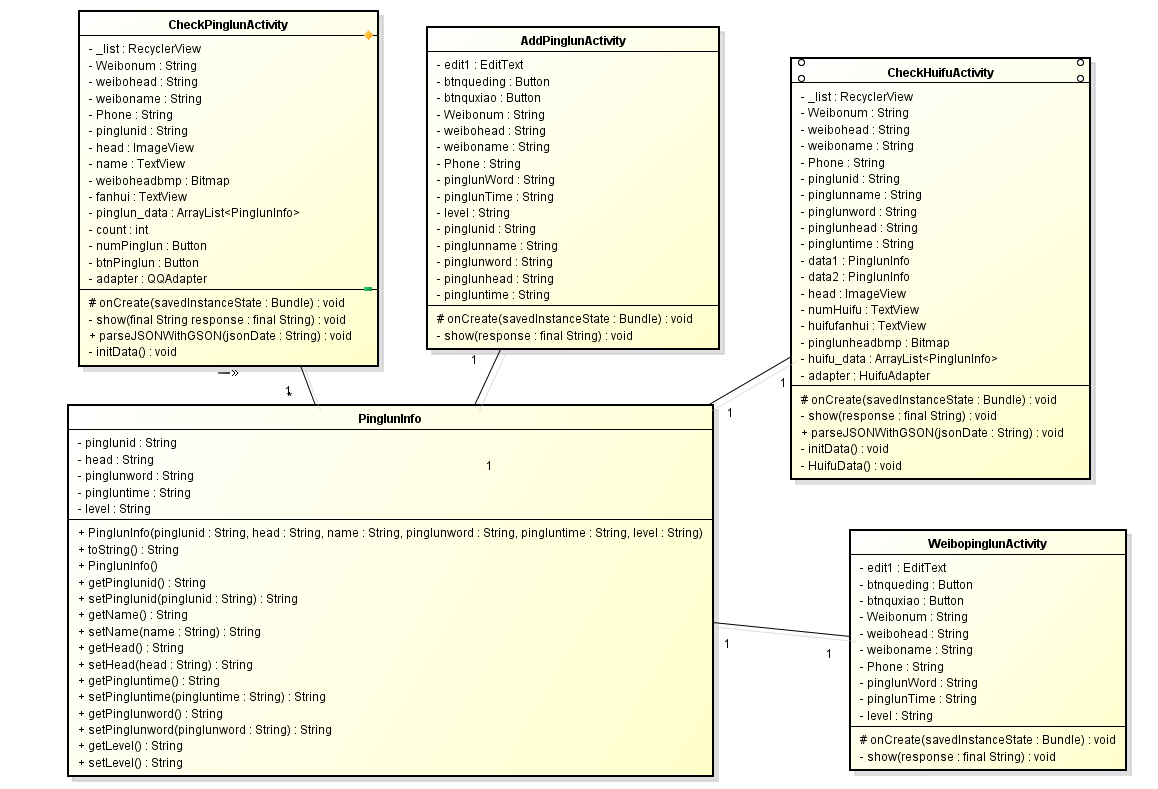 CheckPinglunActivity
- _list : RecyclerView
- Weibonum : String
- weibohead : String
- weiboname : String
- Phone : String
- pinglunid : String
- head : ImageView
- name : TextView
- weiboheadbmp : Bitmap
- fanhui : TextView
- pinglun_data : ArrayList<PinglunInfo>
- count : int
- numPinglun : Button
- btnPinglun : Button
- adapter : QQAdapter
# onCreate(savedInstanceState : Bundle) : void
- show(final String response : final String) : void
+ parseJSONWithGSON(jsonDate : String) : void
- initData() : void
AddPinglunActivity
- edit1 : EditText
- btnqueding : Button
- btnquxiao : Button
- Weibonum : String
- weibohead : String
- weiboname : String
- Phone : String
- pinglunWord : String
- pinglunTime : String
- level : String
- pinglunid : String
- pinglunname : String
- pinglunword : String
- pinglunhead : String
- pingluntime : String
# onCreate(savedInstanceState : Bundle) : void
- show(response : final String) : void
CheckHuifuActivity
- _list : RecyclerView
- Weibonum : String
- weibohead : String
- weiboname : String
- Phone : String
- pinglunid : String
- pinglunname : String
- pinglunword : String
- pinglunhead : String
- pingluntime : String
- data1 : PinglunInfo
- data2 : PinglunInfo
- head : ImageView
- numHuifu : TextView
- huifufanhui : TextView
- pinglunheadbmp : Bitmap
- huifu_data : ArrayList<PinglunInfo>
- adapter : HuifuAdapter
# onCreate(savedInstanceState : Bundle) : void
- show(response : final String) : void
+ parseJSONWithGSON(jsonDate : String) : void
- initData() : void
- HuifuData() : void
1
1
1
1
PinglunInfo
- pinglunid : String
- head : String
- pinglunword : String
- pingluntime : String
- level : String
1
+ PinglunInfo(pinglunid : String, head : String, name : String, pinglunword : String, pingluntime : String, level : String)
+ toString() : String
+ PinglunInfo()
+ getPinglunid() : String
+ setPinglunid(pinglunid : String) : String
+ getName() : String
+ setName(name : String) : String
+ getHead() : String
+ setHead(head : String) : String
+ getPingluntime() : String
+ setPingluntime(pingluntime : String) : String
+ getPinglunword() : String
+ setPinglunword(pinglunword : String) : String
+ getLevel() : String
+ setLevel() : String
1
1
WeibopinglunActivity
- edit1 : EditText
- btnqueding : Button
- btnquxiao : Button
- Weibonum : String
- weibohead : String
- weiboname : String
- Phone : String
- pinglunWord : String
- pinglunTime : String
- level : String
# onCreate(savedInstanceState : Bundle) : void
- show(response : final String) : void